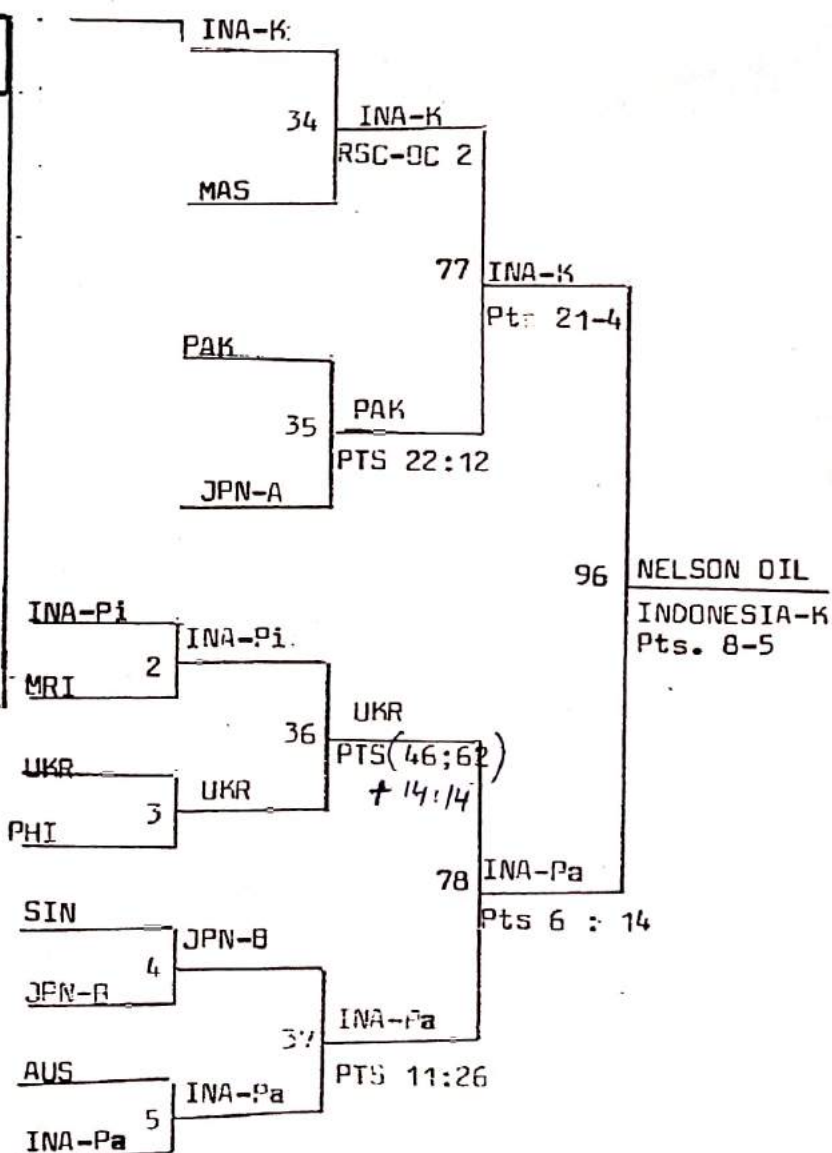 INA-K
34
INA-K
RSC-OC 2
MAS
77
INA-K
Pts 21-4
PAK
35
PAK
PTS 22:12
JPN-A
96
NELSON OIL
INDONESIA-K
Pts. 8-5
INA-Pi
2
INA-Pi.
MRI
36
UKR
PTS(46;62)
+ 14:14
UKR
3
UKR
PHI
78
INA-Pa
Pts 6 : 14
SIN
4
JPN-B
JPN-B
37
INA-Pa
PTS 11:26
AUS
5
INA-Pa
INA-Pa